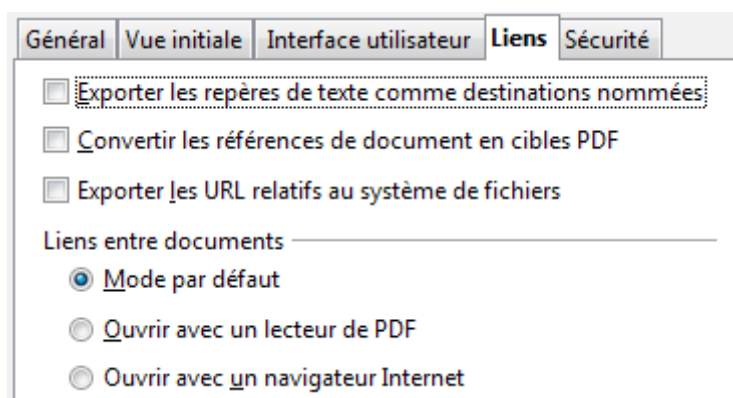 Général Vue initiale Interface utilisateur Liens Sécurité
Exporter les repères de texte comme destinations nommées
Convertir les références de document en cibles PDF
Exporter les URL relatifs au système de fichiers
Liens entre documents
Mode par défaut
Ouvrir avec un lecteur de PDF
Ouvrir avec un navigateur Internet